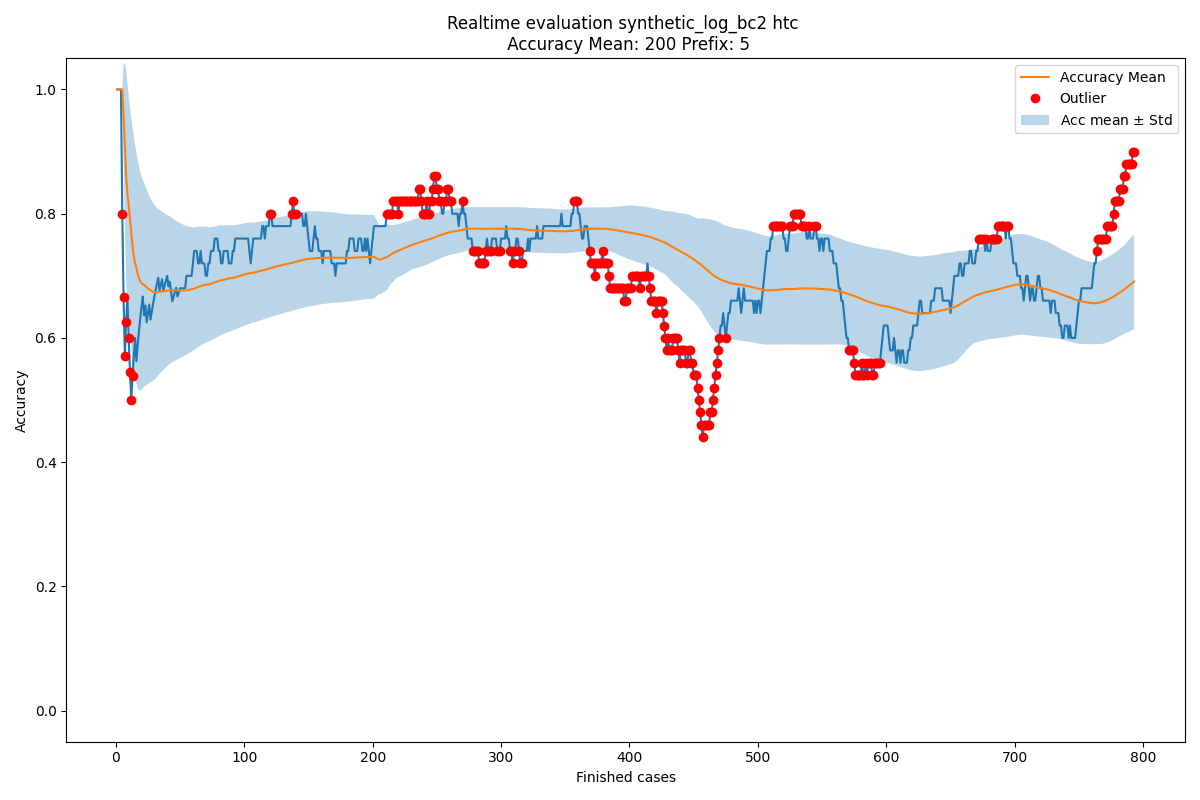 Realtime evaluation synthetic_log_bc2 htc
Accuracy Mean: 200 Prefix: 5
Accuracy Mean
Outlier
Acc mean ± Std
1.0
0.8
0.6
0.4
0.2
0.0
Accuracy
0 100 200 300 400 500 600 700 800
Finished cases